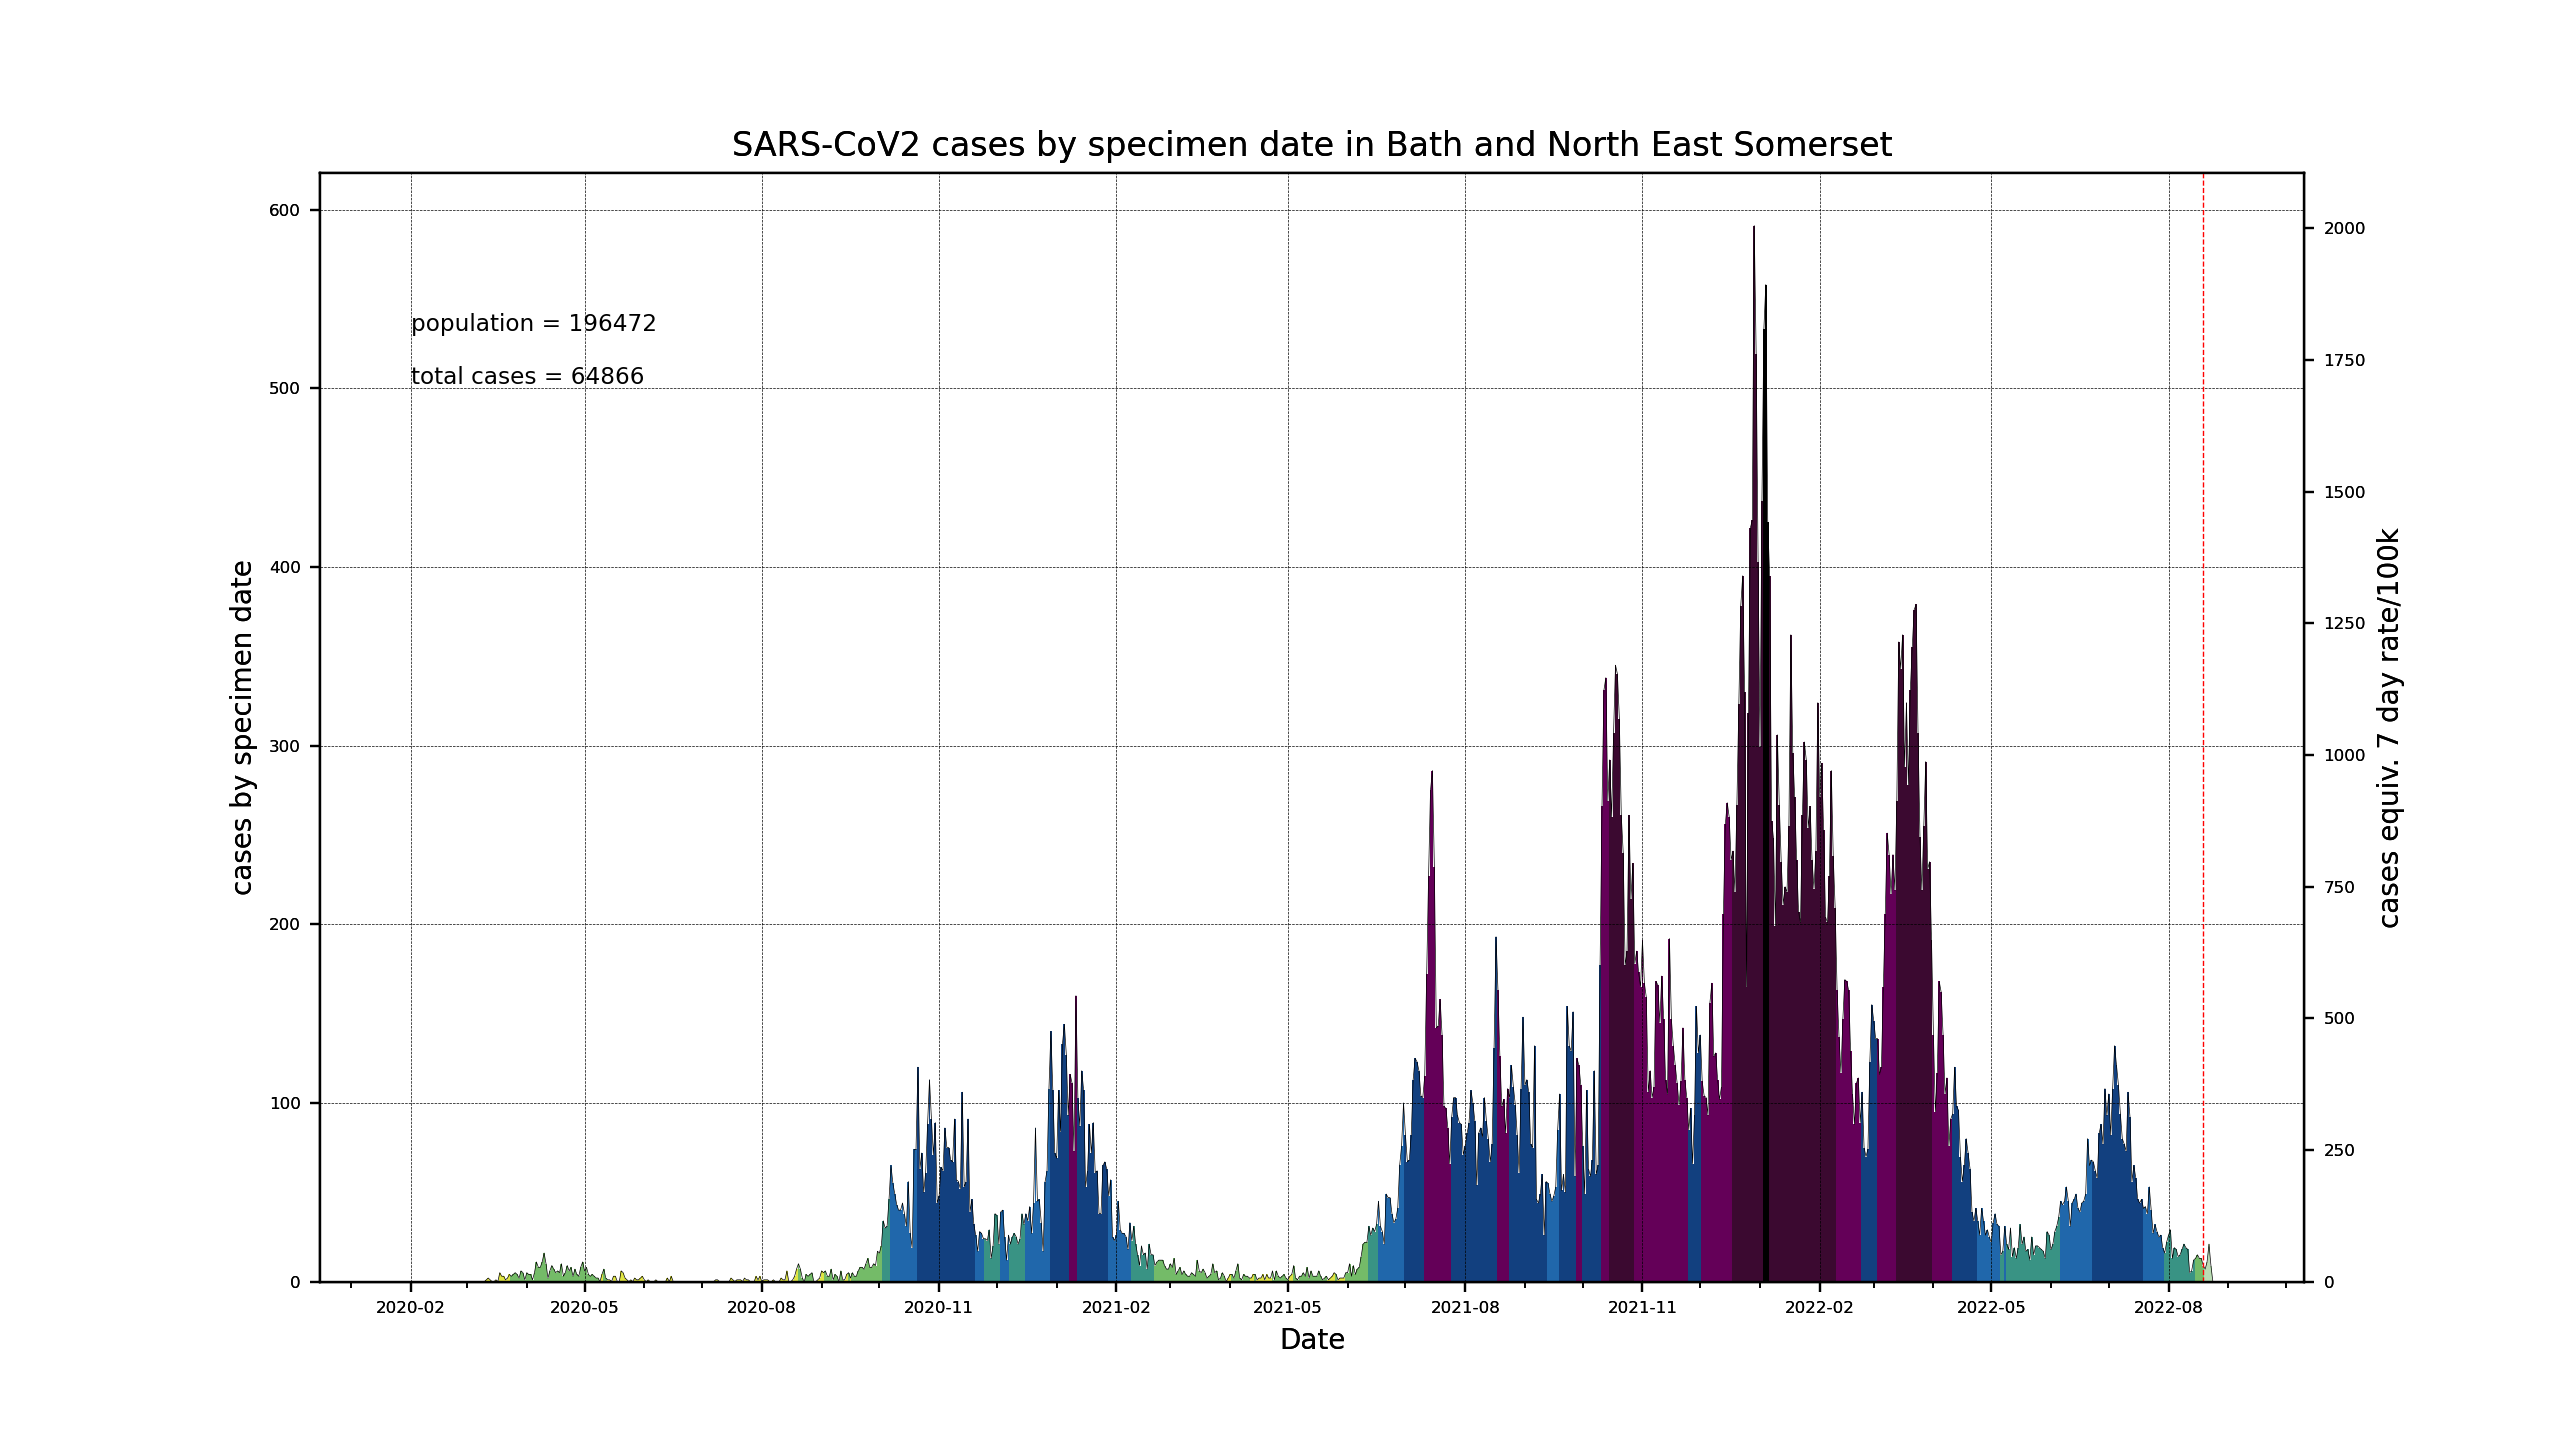 SARS-CoV2 cases by specimen date in Bath and North East Somerset
population = 196472
total cases = 64866
cases by specimen date
600
500
400
300
200
100
0
2000
1750
1500
1250
1000
750
500
250
0
cases equiv. 7 day rate/100k
2020-02 2020-05 2020-08 2020-11 2021-02 2021-05 2021-08 2021-11 2022-02 2022-05 2022-08
Date